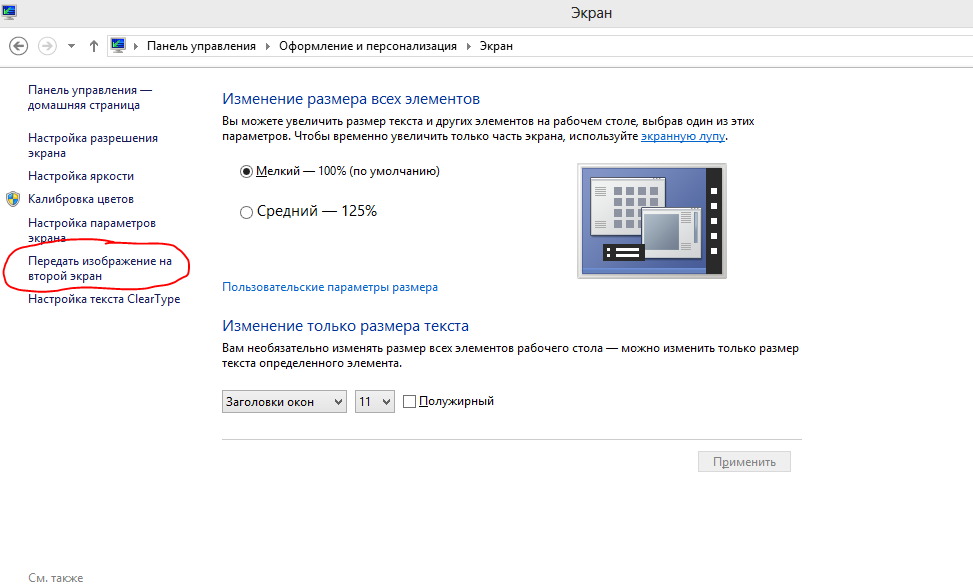 Экран
Панель управления Оформление и персонализация Экран
Панель управления —
домашняя страница
Настройка разрешения
экрана
Настройка яркости
Калибровка цветов
Настройка параметров
экрана
Передать изображение на
второй экран
Настройка текста ClearType
См. также
Изменение размера всех элементов
Вы можете увеличить размер текста и других элементов на рабочем столе, выбрав один из этих
параметров. Чтобы временно увеличить только часть экрана, используйте экранную лупу.
Мелкий — 100% (по умолчанию)
Средний — 125%
Пользовательские параметры размера
Изменение только размера текста
Вам необязательно изменять размер всех элементов рабочего стола — можно изменить только размер
текста определенного элемента.
Заголовки окон 11 Полужирный
Применить